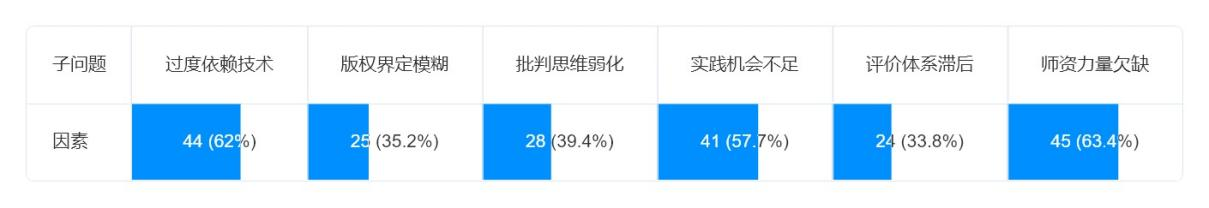 子问题 过度依赖技术 版权界定模糊 批判思维弱化 实践机会不足 评价体系滞后 师资力量欠缺
因素 44 (62%) 25 (35.2%) 28 (39.4%) 41 (57.7%) 24 (33.8%) 45 (63.4%)